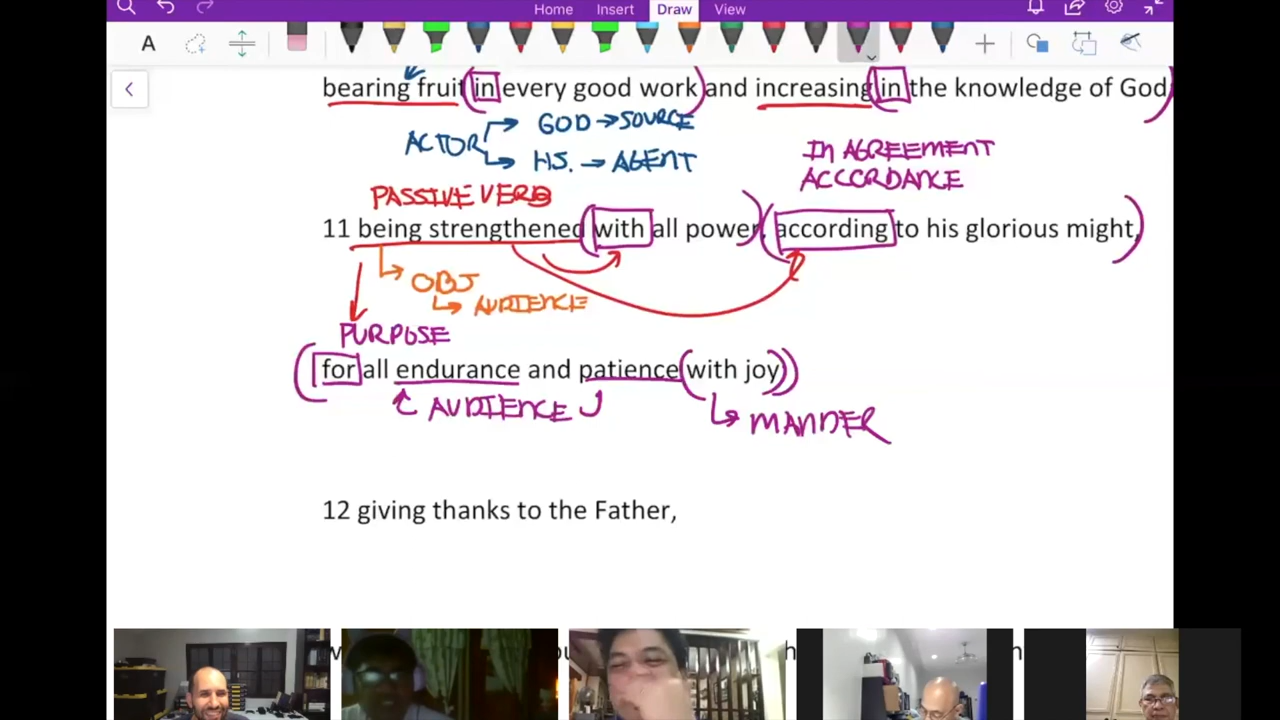 Home Insert Draw View
A
bearing fruit in every good work and increasing in the knowledge of God
ACTOR GOD → SOURCE
HS. → AGENT
In AGREEMENT
ACCORDANCE
PASSIVE VERB
11 being strengthened with all power, according to his glorious might,
OBJ
AUDIENCE
PURPOSE
for all endurance and patience with joy
AUDIENCE
MANNER
12 giving thanks to the Father,